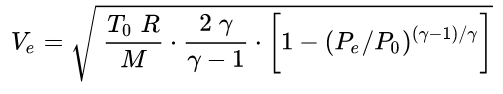 $V_e = \sqrt{\frac{T_0 \, R}{M} \cdot \frac{2 \, \gamma}{\gamma - 1} \cdot \left[ 1 - (P_e/P_0)^{(\gamma-1)/\gamma} \right]}$